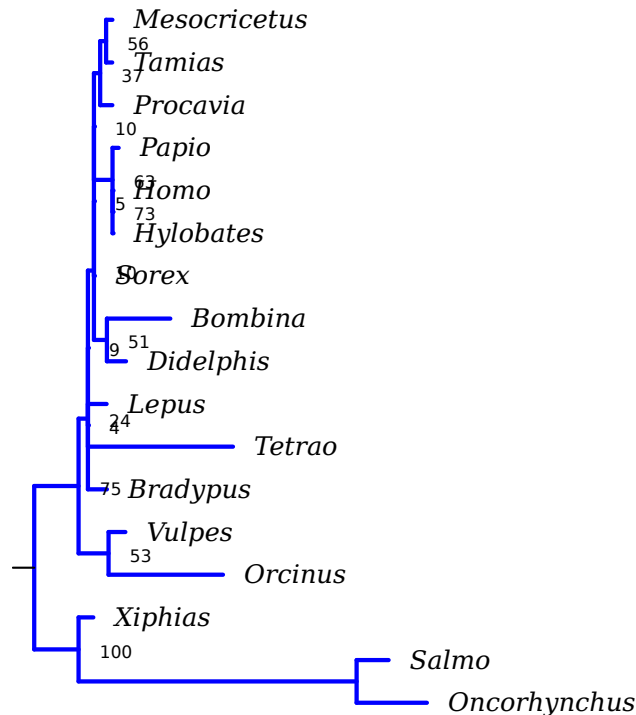 Mesocricetus
56
Tamias
37
Procavia
10
Papio
63
Homo
5
73
Hylobates
10
Sorex
Bombina
51
9
Didelphis
Lepus
24
4
Tetrao
75
Bradypus
Vulpes
53
Orcinus
Xiphias
100
Salmo
Oncorhynchus